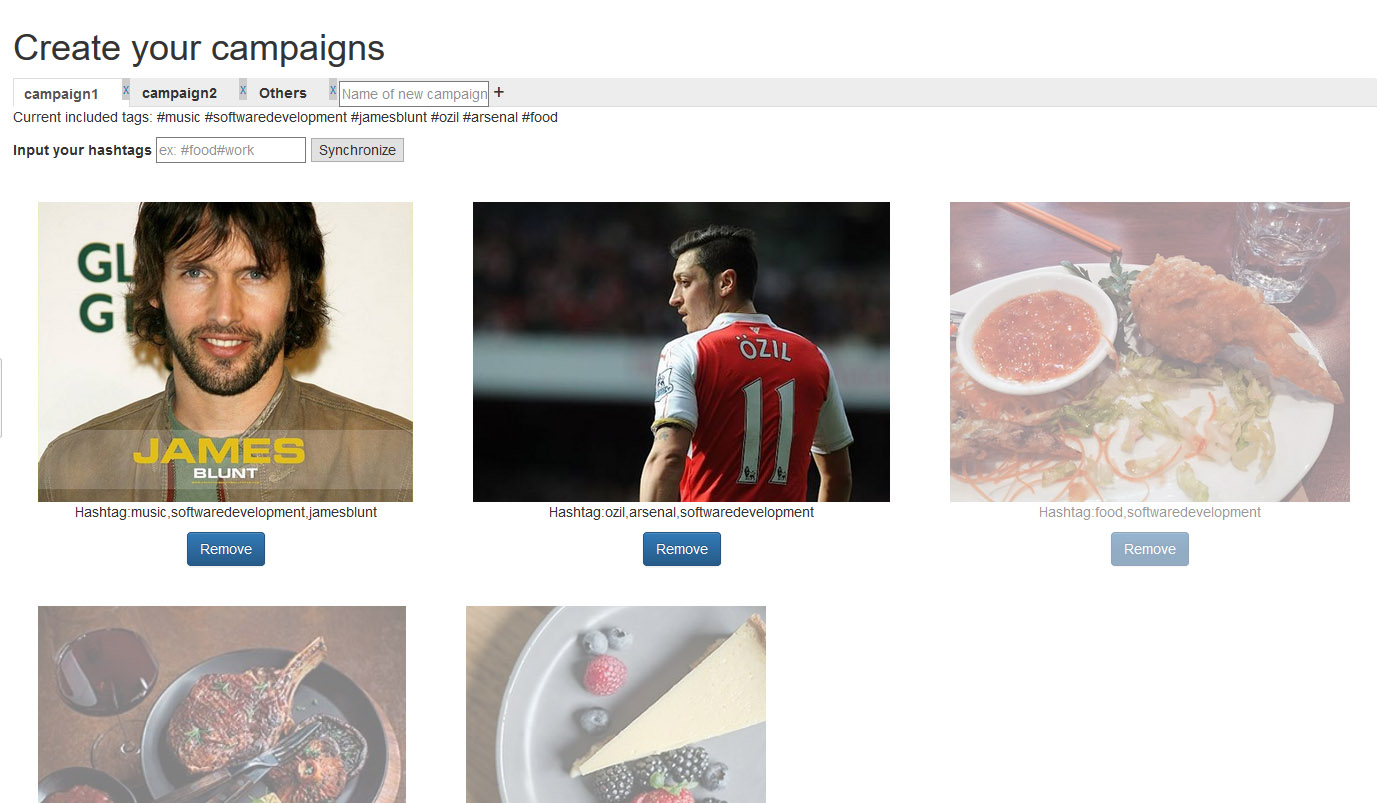 Create your campaigns
campaign1 X campaign2 X Others X Name of new campaign +
Current included tags: #music #softwaredevelopment #jamesblunt #ozil #arsenal #food
Input your hashtags ex: #food#work Synchronize
GL
G
JAMES
BLUNT
ÖZIL
11
Hashtag:music,softwaredevelopment,jamesblunt
Hashtag:ozil,arsenal,softwaredevelopment
Hashtag:food,softwaredevelopment
Remove
Remove
Remove